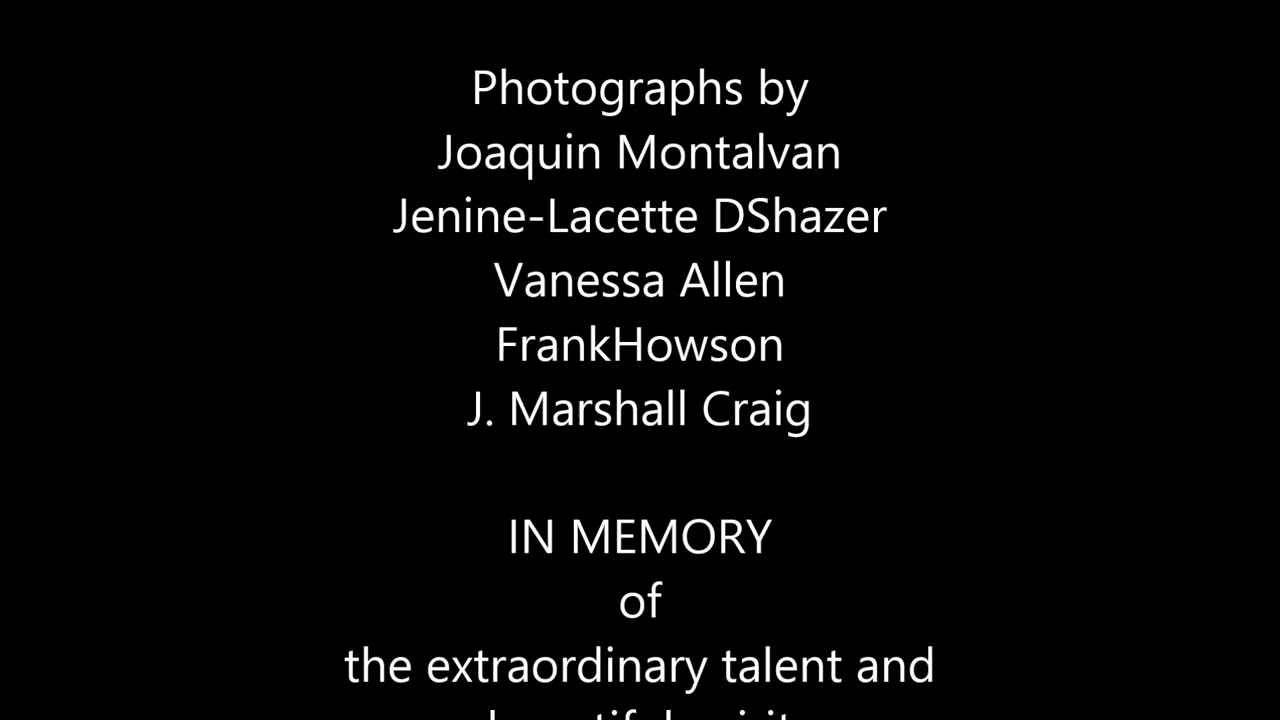 Photographs by
Joaquin Montalvan
Jenine-Lacette DShazer
Vanessa Allen
FrankHowson
J. Marshall Craig
IN MEMORY
of
the extraordinary talent and